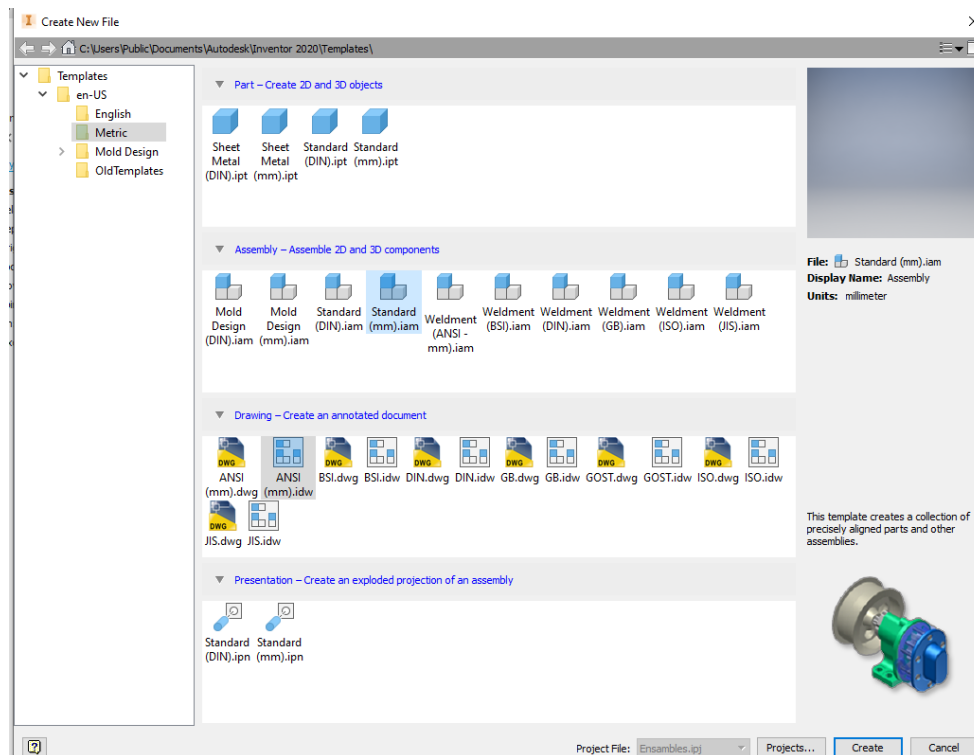 Create New File
C:\Users\Public\Documents\Autodesk\Inventor 2020\Templates\
Templates
en-US
English
Metric
Mold Design
OldTemplates
Part – Create 2D and 3D objects
Sheet Metal (DIN).ipt
Sheet Metal (mm).ipt
Standard (DIN).ipt
Standard (mm).ipt
Assembly – Assemble 2D and 3D components
Mold Design (DIN).iam
Mold Design (mm).iam
Standard (DIN).iam
Standard (mm).iam
Weldment (ANSI - mm).iam
Weldment (BSI).iam
Weldment (DIN).iam
Weldment (GB).iam
Weldment (ISO).iam
Weldment (JIS).iam
Drawing – Create an annotated document
DWG
ANSI (mm).dwg
ANSI (mm).idw
DWG
BSI.dwg
BSI.idw
DWG
DIN.dwg
DIN.idw
DWG
GB.dwg
GB.idw
DWG
GOST.dwg
GOST.idw
DWG
ISO.dwg
ISO.idw
DWG
JIS.dwg
JIS.idw
Presentation – Create an exploded projection of an assembly
Standard (DIN).ipn
Standard (mm).ipn
File: Standard (mm).iam
Display Name: Assembly
Units: millimeter
This template creates a collection of
precisely aligned parts and other
assemblies.
Project File: Ensambles.ipj
Projects...
Create
Cancel